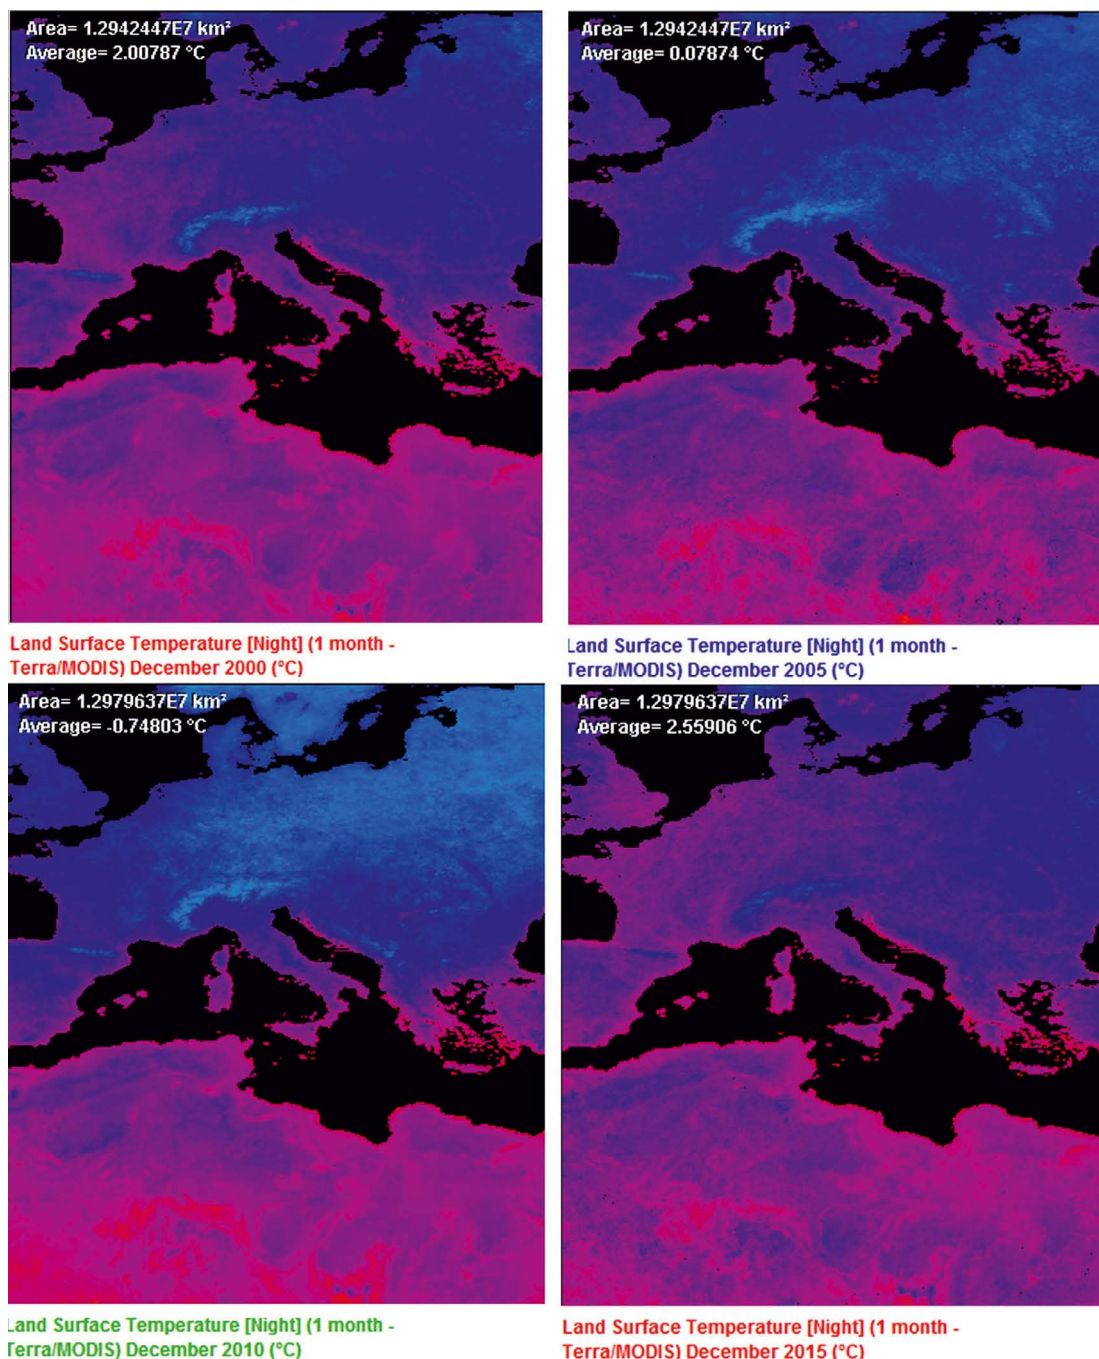 Area= 1.2942447E7 km²
Average= 2.00787 °C
Area= 1.2942447E7 km²
Average= 0.07874 °C
Land Surface Temperature [Night] (1 month -
Terra/MODIS) December 2000 (°C)
Land Surface Temperature [Night] (1 month -
Terra/MODIS) December 2005 (°C)
Area= 1.2979637E7 km²
Average= -0.74803 °C
Area= 1.2979637E7 km²
Average= 2.55906 °C
Land Surface Temperature [Night] (1 month -
Terra/MODIS) December 2010 (°C)
Land Surface Temperature [Night] (1 month -
Terra/MODIS) December 2015 (°C)